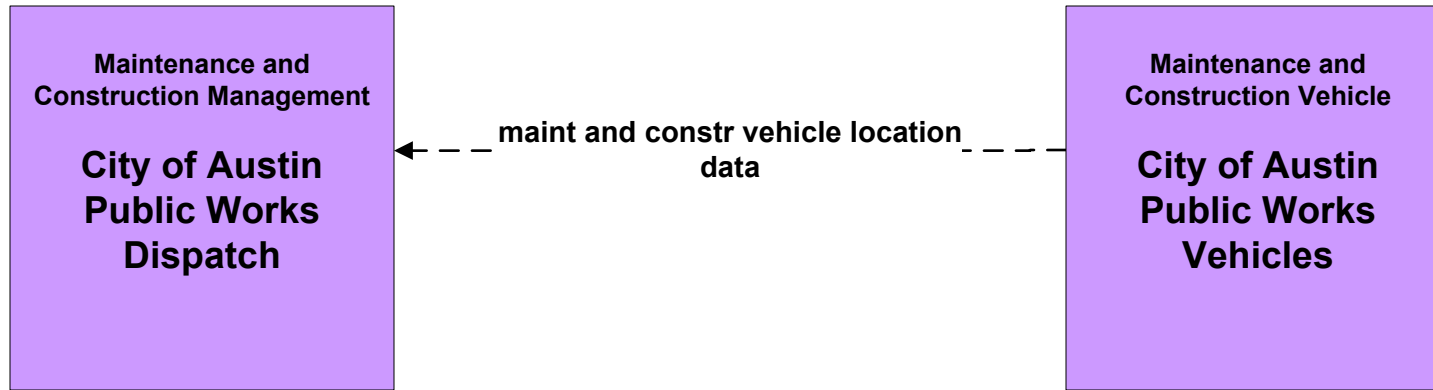 Maintenance and
Construction Management
City of Austin
Public Works
Dispatch
maint and constr vehicle location
data
Maintenance and
Construction Vehicle
City of Austin
Public Works
Vehicles